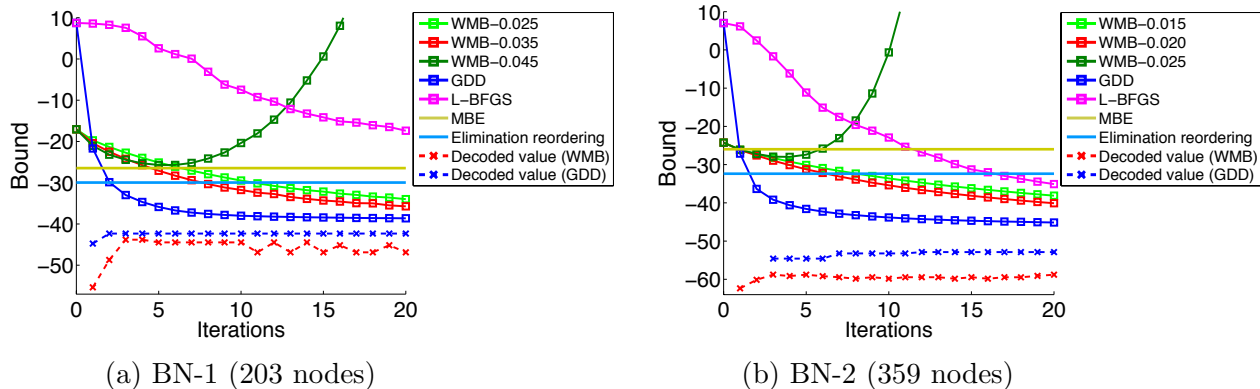 10
0
−10
−20
−30
−40
−50
Bound
0
5
10
15
20
Iterations
WMB−0.025
WMB−0.035
WMB−0.045
GDD
L−BFGS
MBE
Elimination reordering
Decoded value (WMB)
Decoded value (GDD)
(a) BN-1 (203 nodes)
10
0
−10
−20
−30
−40
−50
−60
Bound
0
5
10
15
20
Iterations
WMB−0.015
WMB−0.020
WMB−0.025
GDD
L−BFGS
MBE
Elimination reordering
Decoded value (WMB)
Decoded value (GDD)
(b) BN-2 (359 nodes)